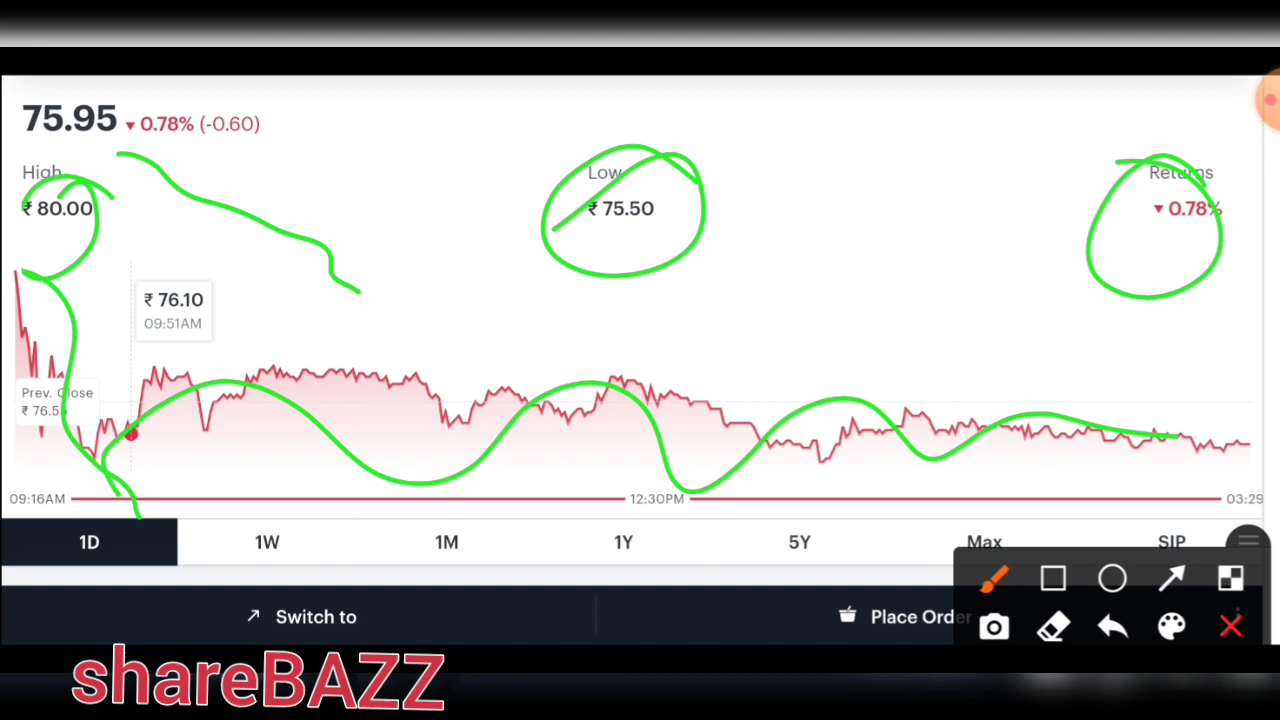 75.95 ▼ 0.78% (-0.60)
High Low Returns
₹ 80.00 ₹ 75.50 ▼ 0.78%
₹ 76.10
09:51AM
Prev. Close
₹ 76.55
09:16AM 12:30PM 03:29
1D 1W 1M 1Y 5Y Max SIP
Switch to Place Order
shareBAZZ